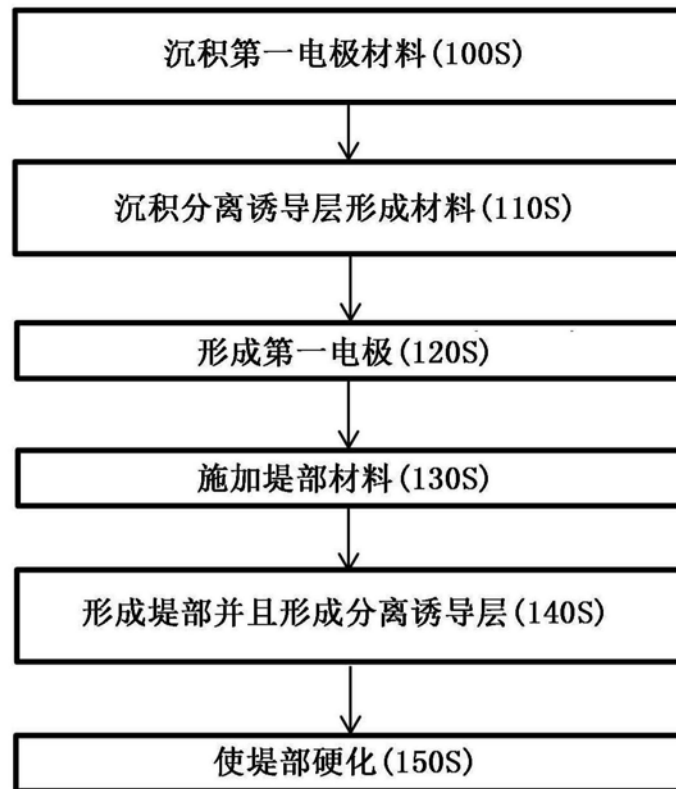 沉积第一电极材料(100S)
沉积分离诱导层形成材料(110S)
形成第一电极(120S)
施加堤部材料(130S)
形成堤部并且形成分离诱导层(140S)
使堤部硬化(150S)